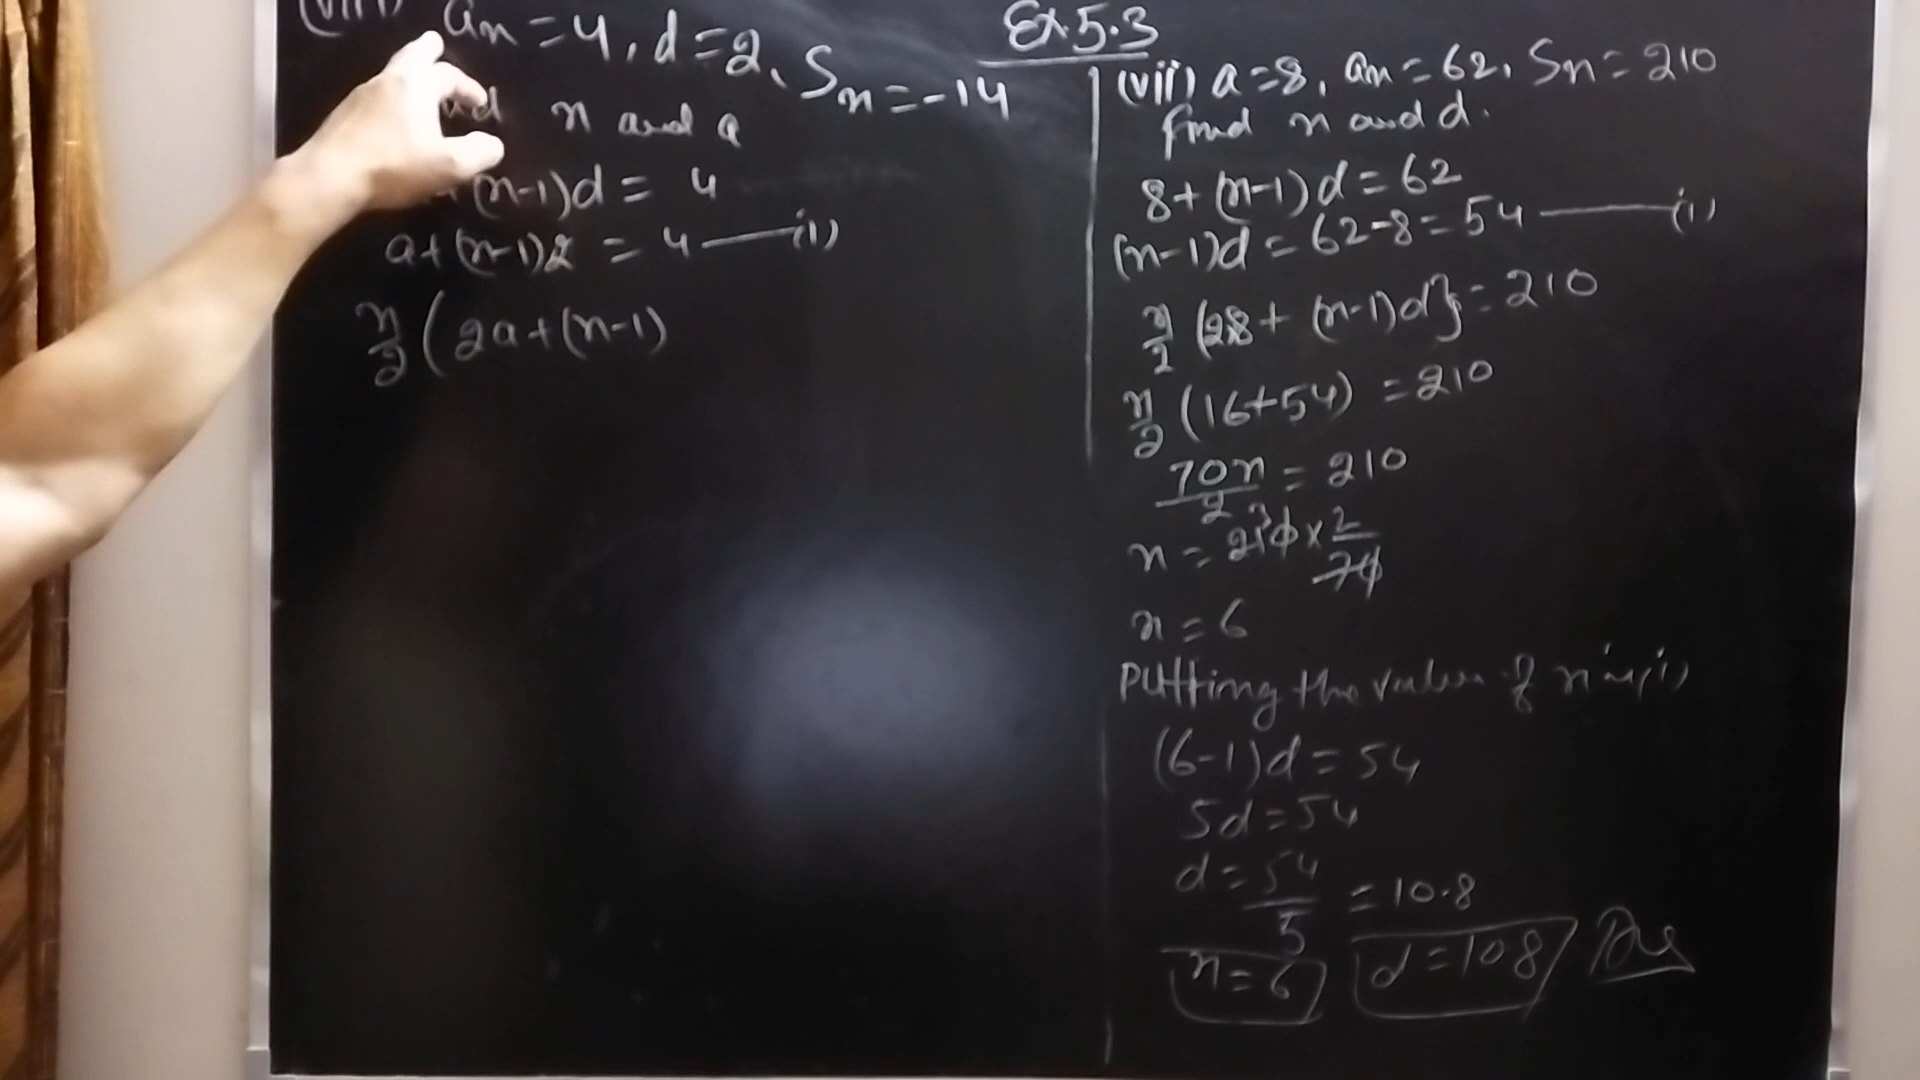 Ex.5.3
(viii) an = 4, d = 2, Sn = -14
n and a
(n-1)d = 4
a+(n-1)2 = 4 —— (i)
n/2 (2a+(n-1)
(vii) a=8, an = 62, Sn = 210
find n and d.
8+(n-1)d = 62
(n-1)d = 62-8 = 54 —— (i)
n/2 {28+ (n-1)d} = 210
n/2 (16+54) = 210
70n/2 = 210
n = 210 × 2/70
n = 6
Putting the value of n in (i)
(6-1)d = 54
5d = 54
d = 54/5 = 10.8
n = 6 d = 10.8 Ans